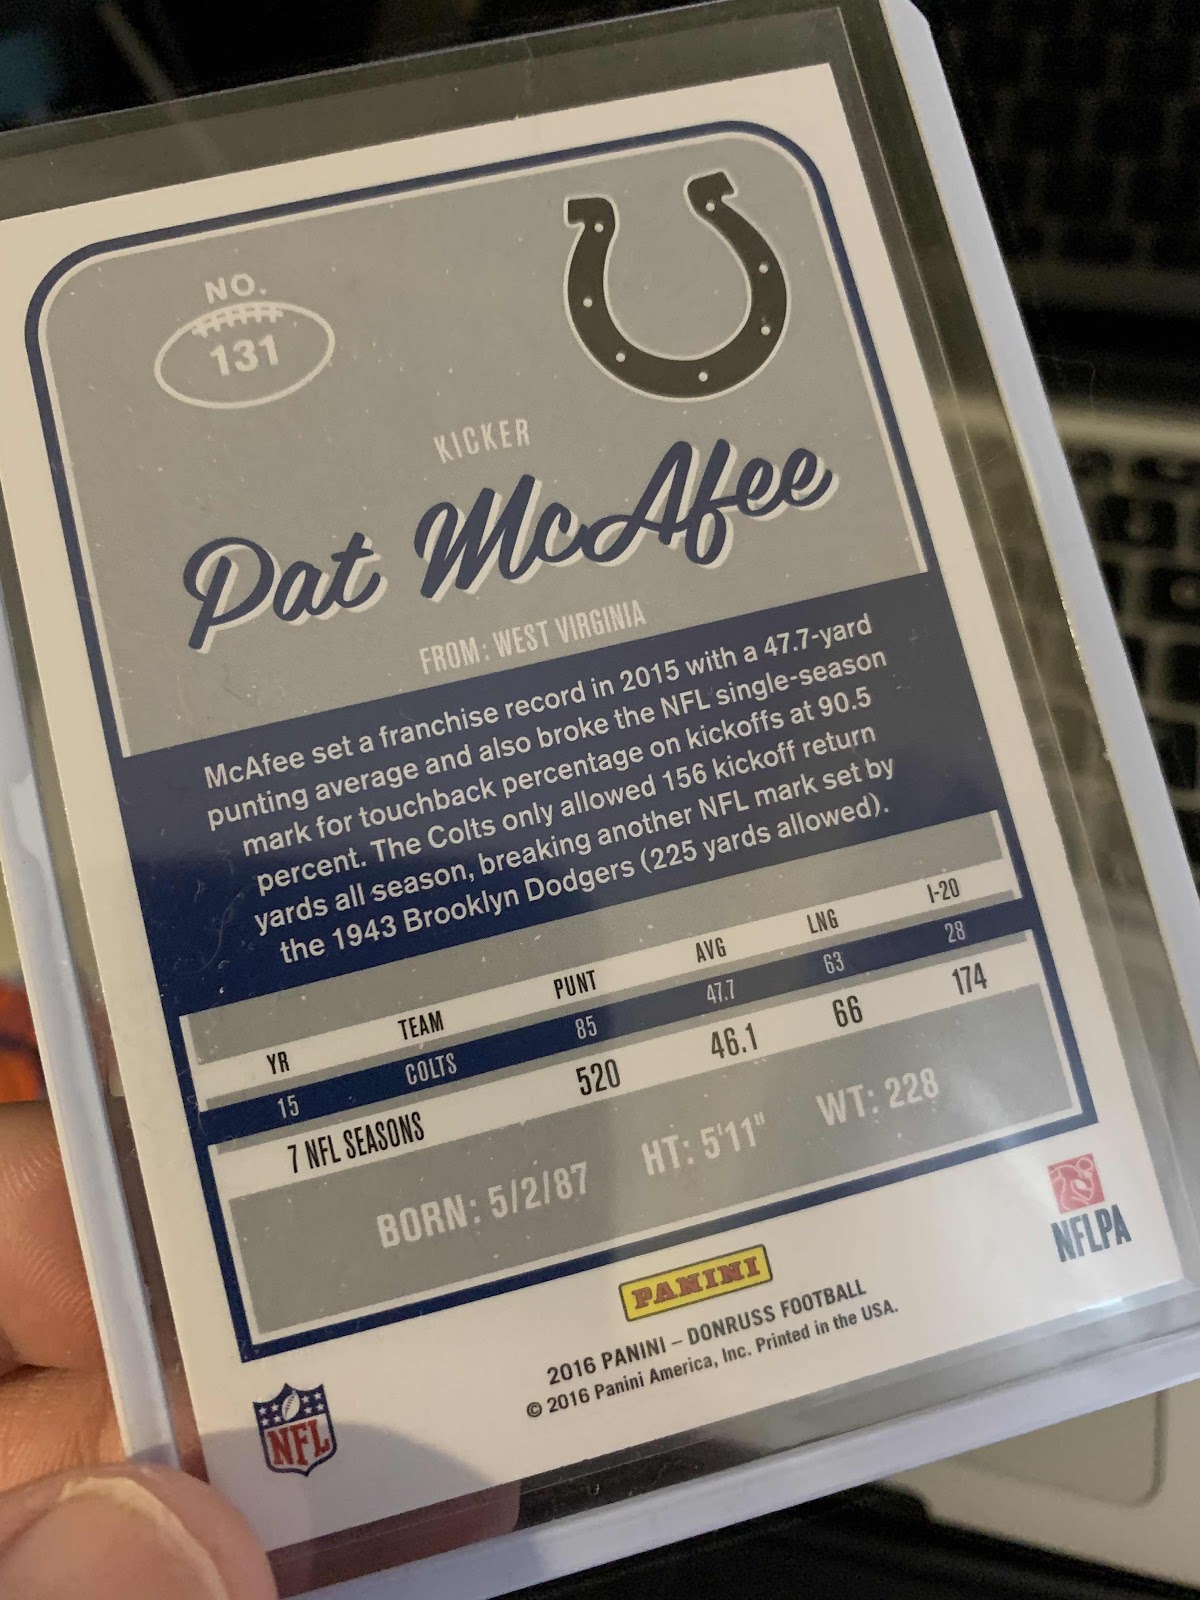 NO.
131
KICKER
Pat McAfee
FROM: WEST VIRGINIA
McAfee set a franchise record in 2015 with a 47.7-yard
punting average and also broke the NFL single-season
mark for touchback percentage on kickoffs at 90.5
percent. The Colts only allowed 156 kickoff return
yards all season, breaking another NFL mark set by
the 1943 Brooklyn Dodgers (225 yards allowed).
YR TEAM PUNT AVG LNG I-20
15 COLTS 85 47.7 63 28
7 NFL SEASONS 520 46.1 66 174
BORN: 5/2/87 HT: 5'11" WT: 228
NFLPA
PANINI
2016 PANINI – DONRUSS FOOTBALL
© 2016 Panini America, Inc. Printed in the USA.
NFL